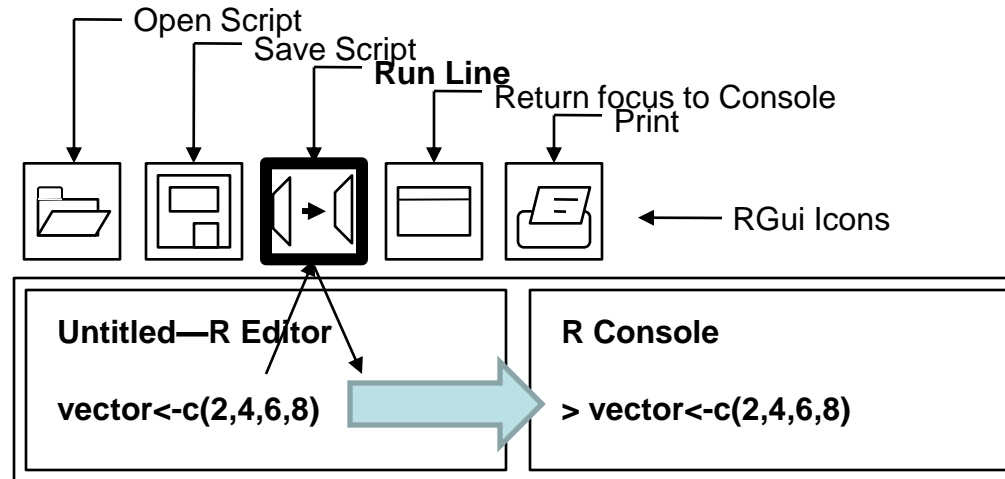 Open Script
Save Script
Run Line
Return focus to Console
Print
RGui Icons
Untitled—R Editor
vector<-c(2,4,6,8)
R Console
> vector<-c(2,4,6,8)